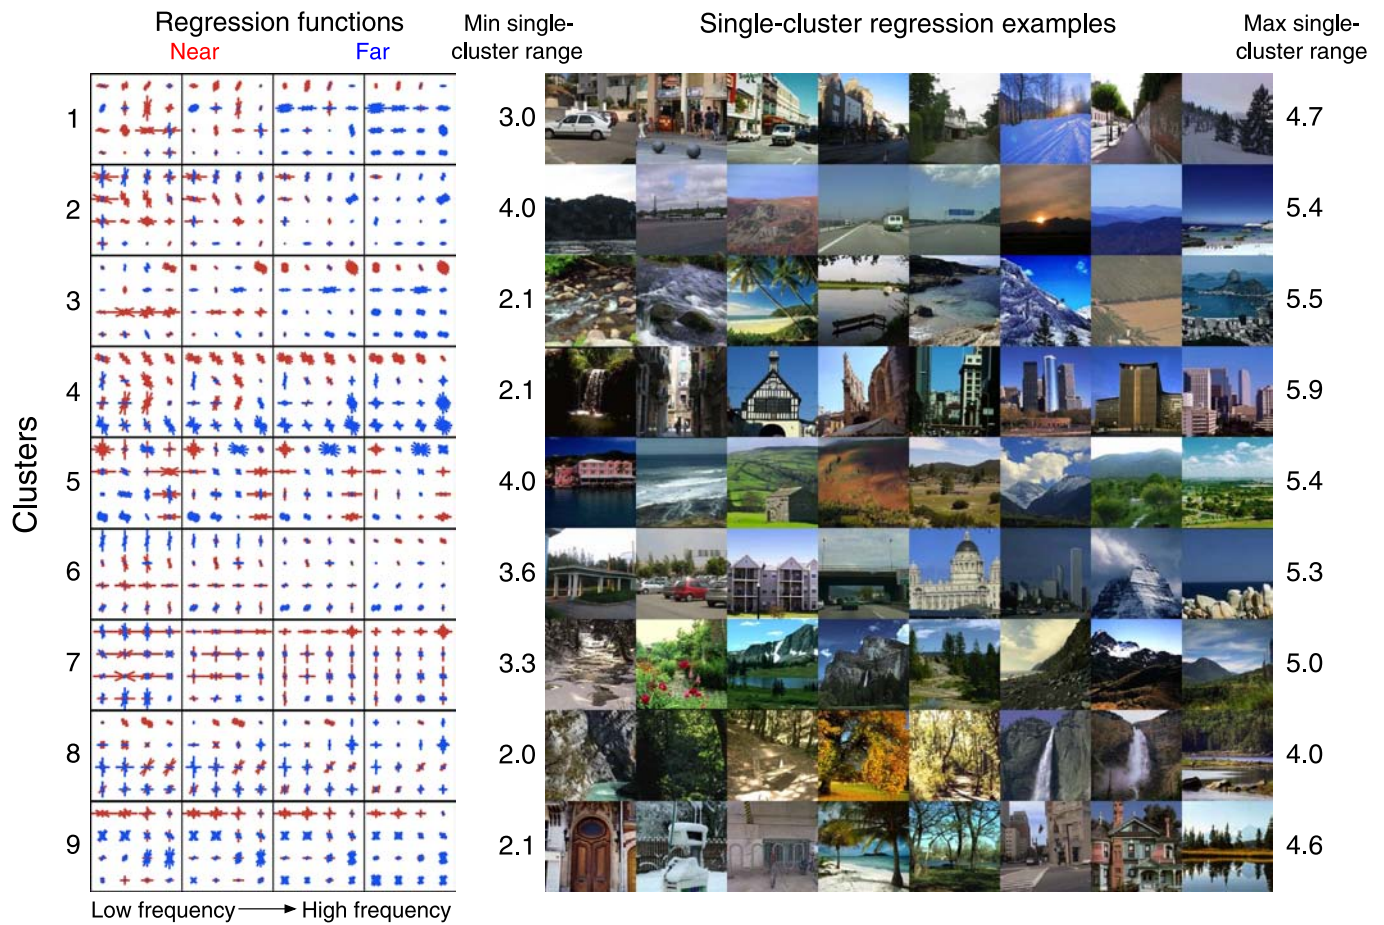 Regression functions
Near Far
Min single-
cluster range
Single-cluster regression examples
Max single-
cluster range
Clusters
1 3.0 4.7
2 4.0 5.4
3 2.1 5.5
4 2.1 5.9
5 4.0 5.4
6 3.6 5.3
7 3.3 5.0
8 2.0 4.0
9 2.1 4.6
Low frequency High frequency